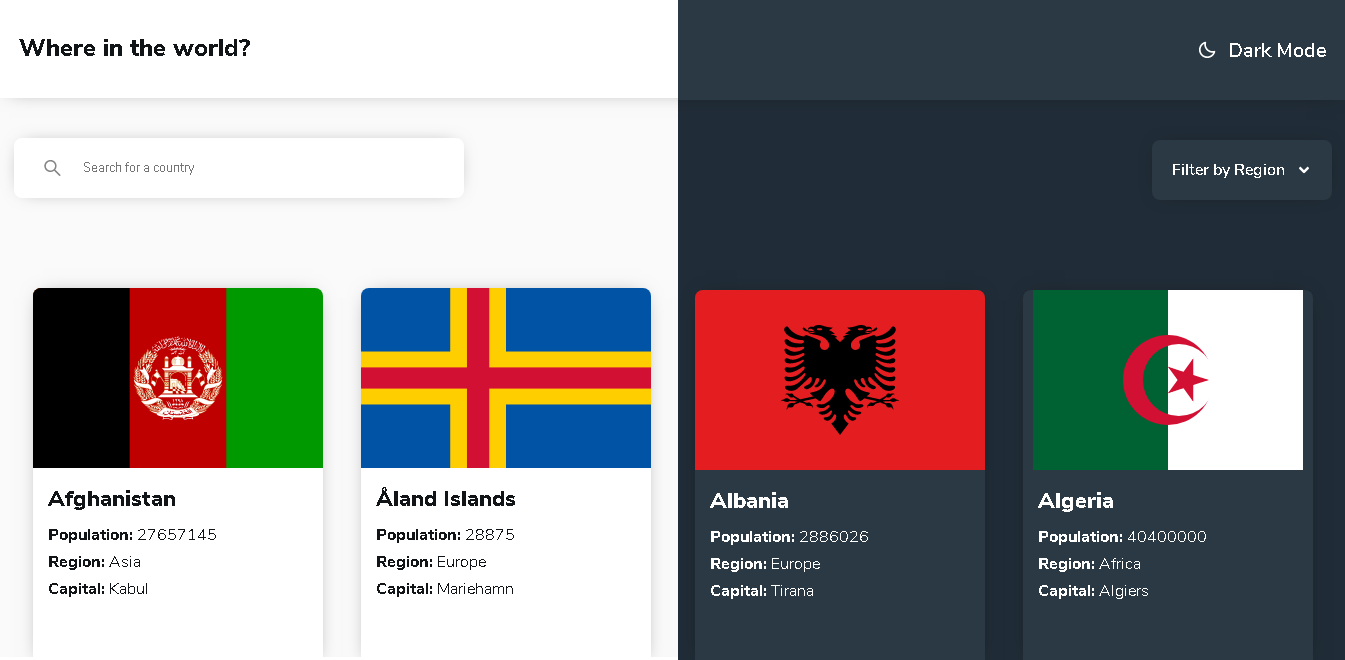 Where in the world?
Dark Mode
Search for a country
Filter by Region
Afghanistan
Population: 27657145
Region: Asia
Capital: Kabul
Åland Islands
Population: 28875
Region: Europe
Capital: Mariehamn
Albania
Population: 2886026
Region: Europe
Capital: Tirana
Algeria
Population: 40400000
Region: Africa
Capital: Algiers